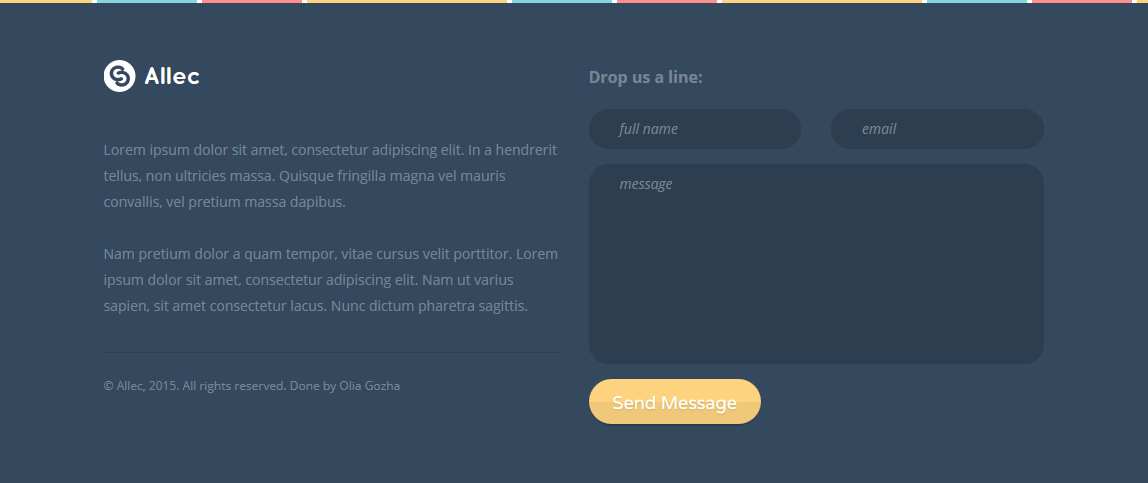 Allec
Lorem ipsum dolor sit amet, consectetur adipiscing elit. In a hendrerit
tellus, non ultricies massa. Quisque fringilla magna vel mauris
convallis, vel pretium massa dapibus.
Nam pretium dolor a quam tempor, vitae cursus velit porttitor. Lorem
ipsum dolor sit amet, consectetur adipiscing elit. Nam ut varius
sapien, sit amet consectetur lacus. Nunc dictum pharetra sagittis.
© Allec, 2015. All rights reserved. Done by Olia Gozha
Drop us a line:
full name
email
message
Send Message